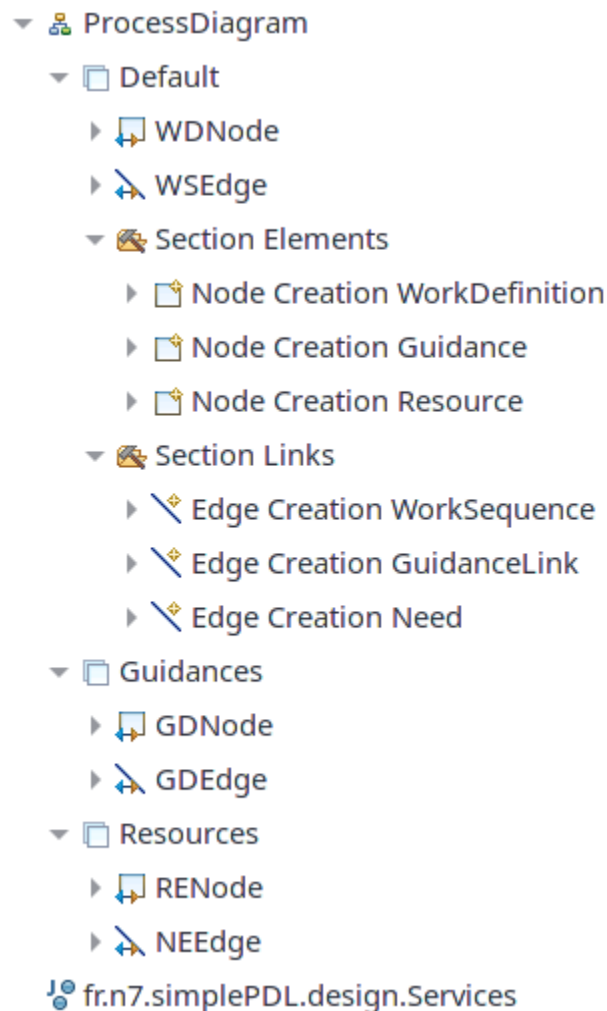 ProcessDiagram
Default
WDNode
WSEdge
Section Elements
Node Creation WorkDefinition
Node Creation Guidance
Node Creation Resource
Section Links
Edge Creation WorkSequence
Edge Creation GuidanceLink
Edge Creation Need
Guidances
GDNode
GDEdge
Resources
RENode
NEEdge
fr.n7.simplePDL.design.Services